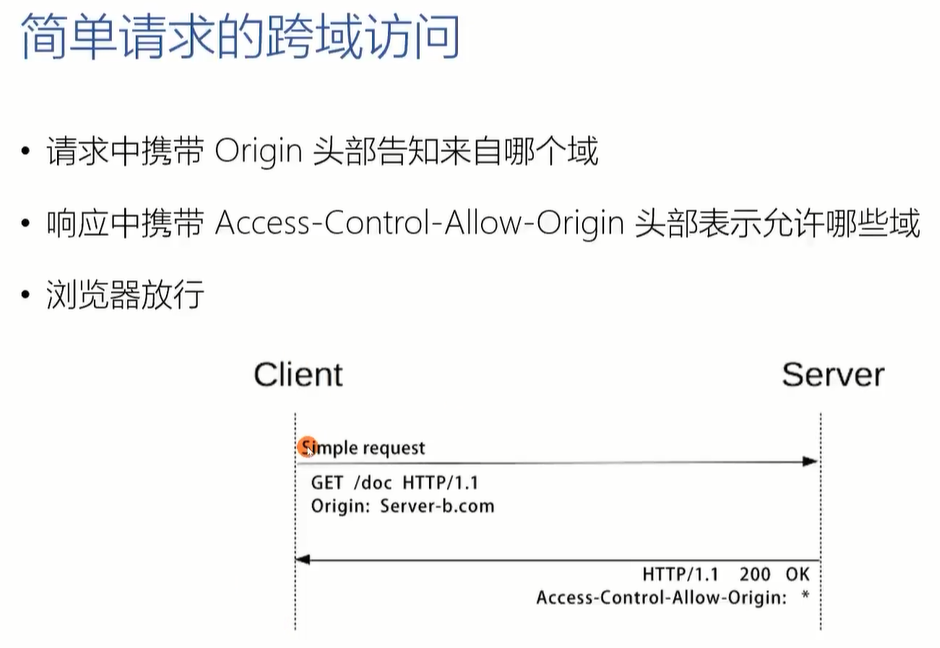 简单请求的跨域访问
• 请求中携带 Origin 头部告知来自哪个域
• 响应中携带 Access-Control-Allow-Origin 头部表示允许哪些域
• 浏览器放行
Client
Server
Simple request
GET /doc HTTP/1.1
Origin: Server-b.com
HTTP/1.1 200 OK
Access-Control-Allow-Origin: *